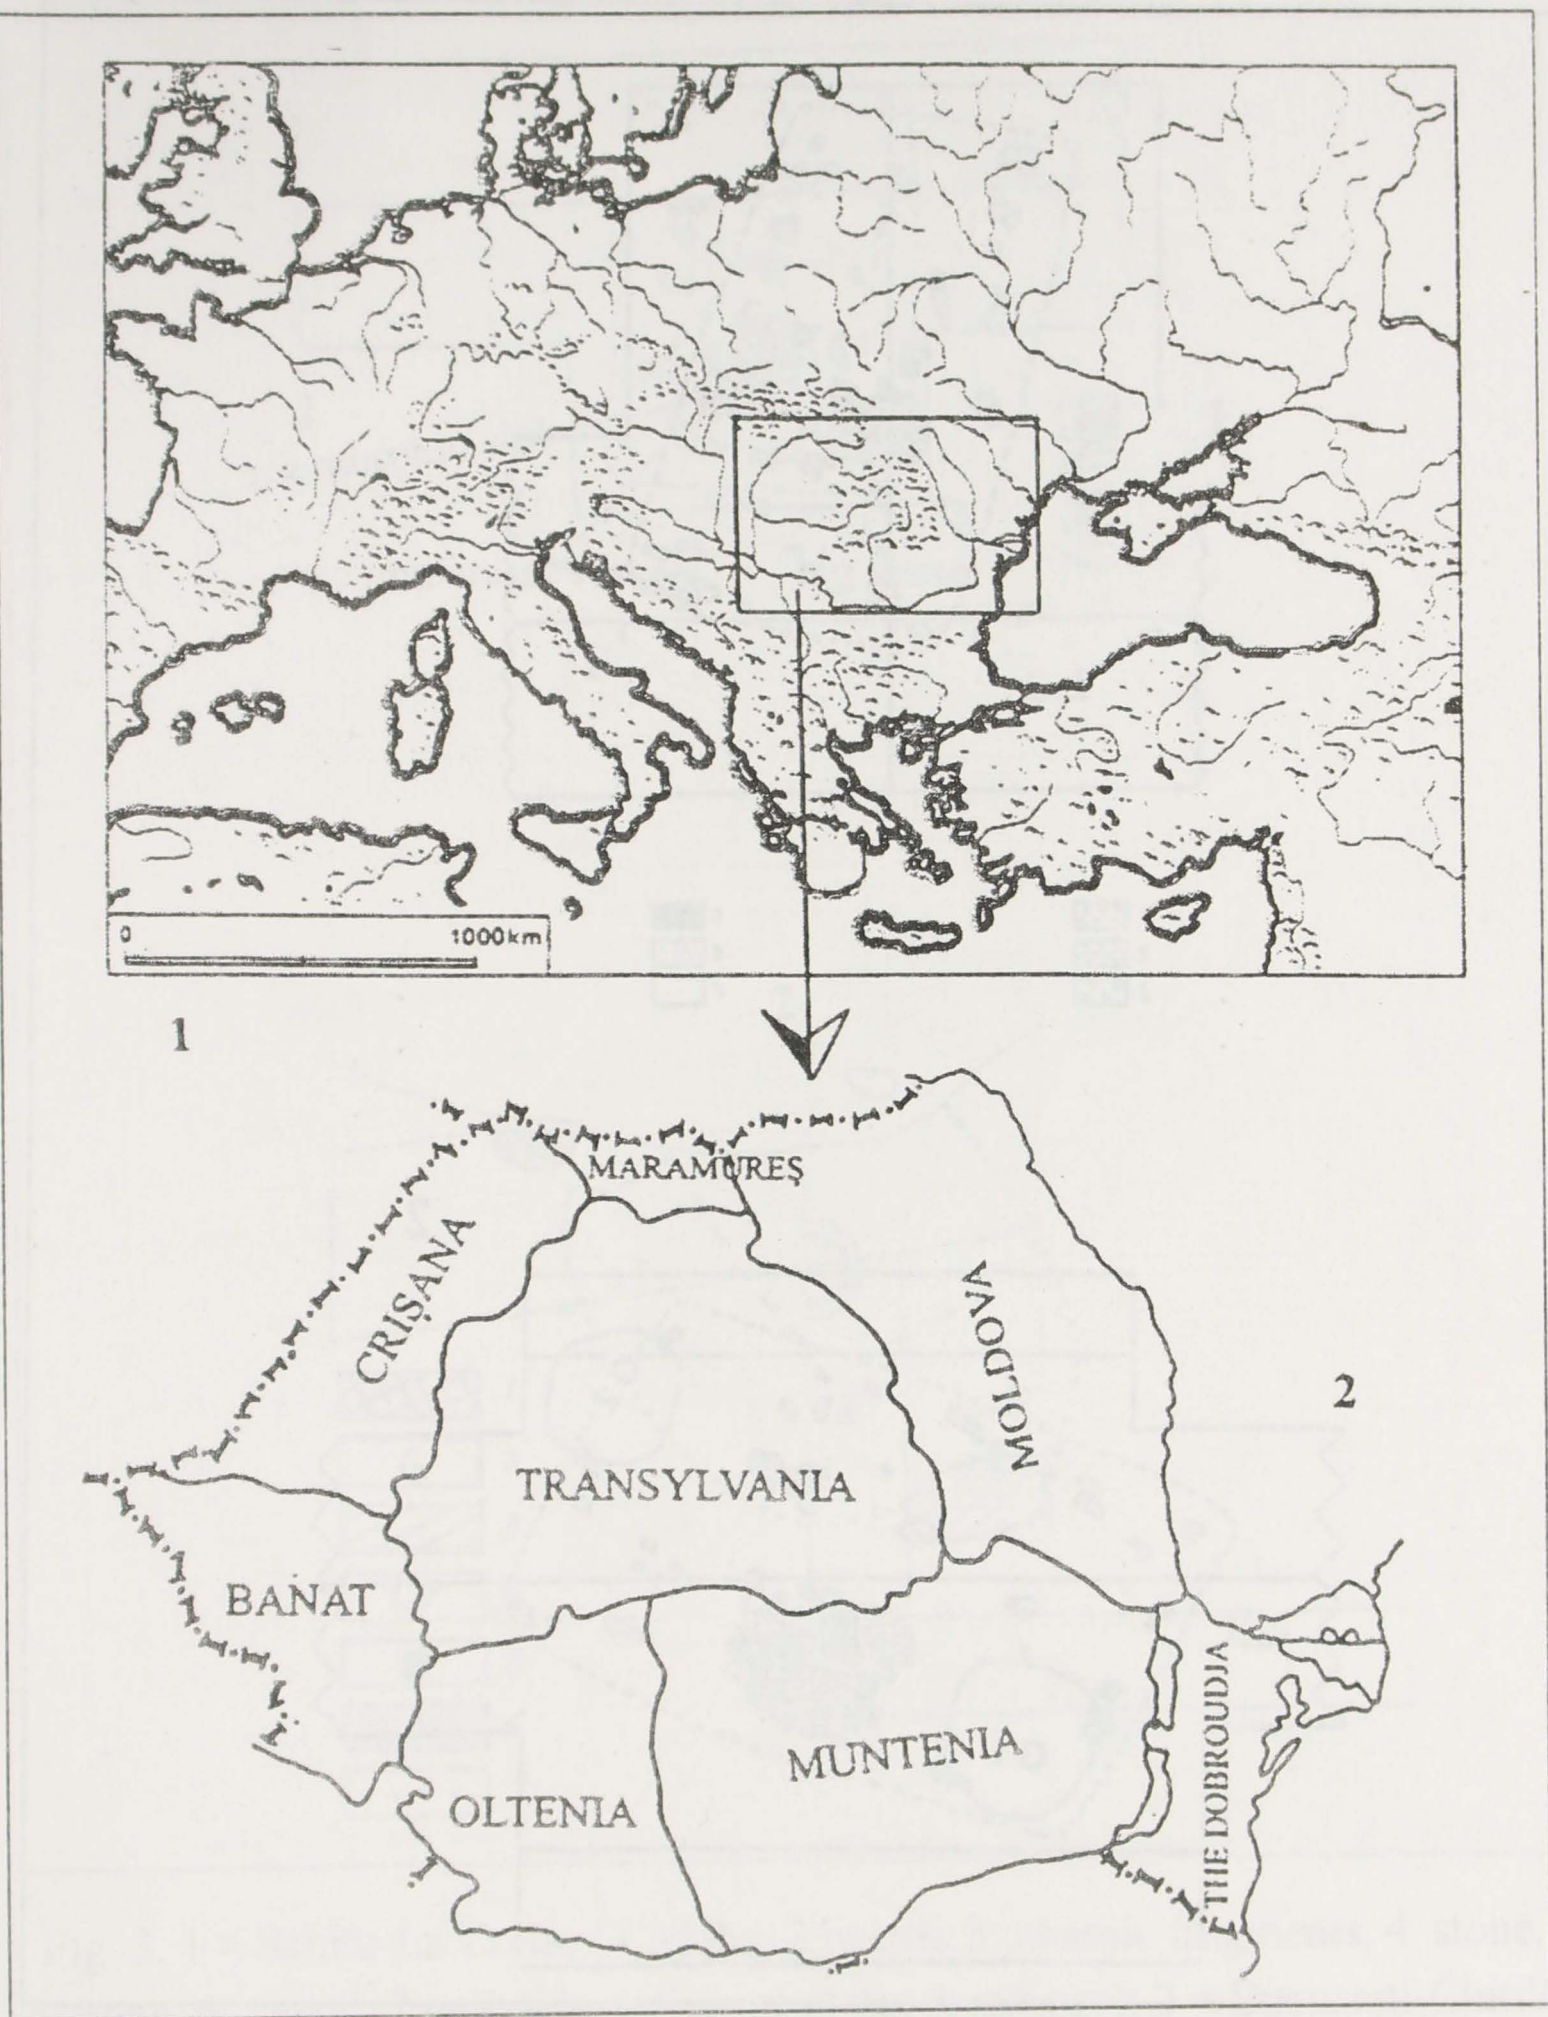 0 1000km
1
MARAMUREȘ
CRIȘANA
MOLDOVA
2
TRANSYLVANIA
BANAT
THE DOBROUDJA
MUNTENIA
OLTENIA